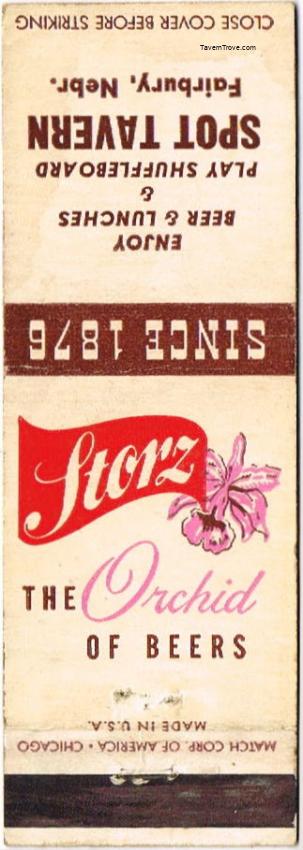 CLOSE COVER BEFORE STRIKING
TavernTrove.com
Fairbury, Nebr.
SPOT TAVERN
PLAY SHUFFLEBOARD
&
BEER & LUNCHES
ENJOY
SINCE 1876
Storz
THE Orchid
OF BEERS
MADE IN U.S.A.
MATCH CORP. OF AMERICA • CHICAGO